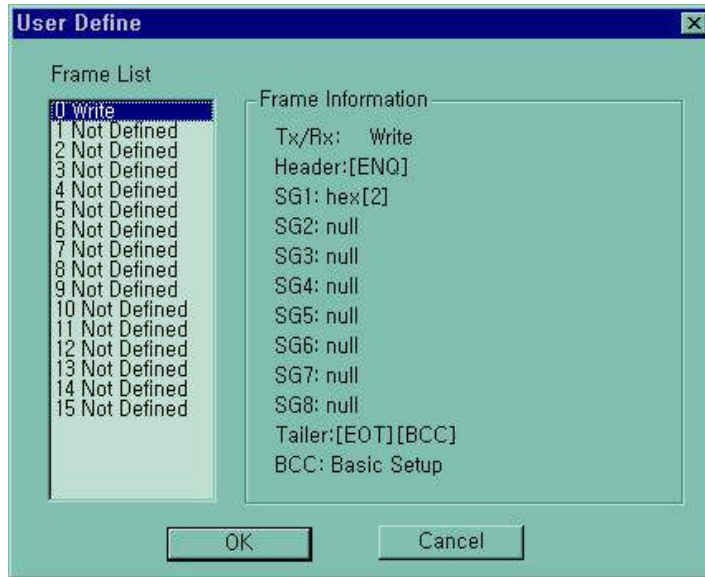 User Define
Frame List
0 Write
1 Not Defined
2 Not Defined
3 Not Defined
4 Not Defined
5 Not Defined
6 Not Defined
7 Not Defined
8 Not Defined
9 Not Defined
10 Not Defined
11 Not Defined
12 Not Defined
13 Not Defined
14 Not Defined
15 Not Defined
Frame Information
Tx/Rx: Write
Header:[ENQ]
SG1: hex[2]
SG2: null
SG3: null
SG4: null
SG5: null
SG6: null
SG7: null
SG8: null
Tailer:[EOT][BCC]
BCC: Basic Setup
OK
Cancel